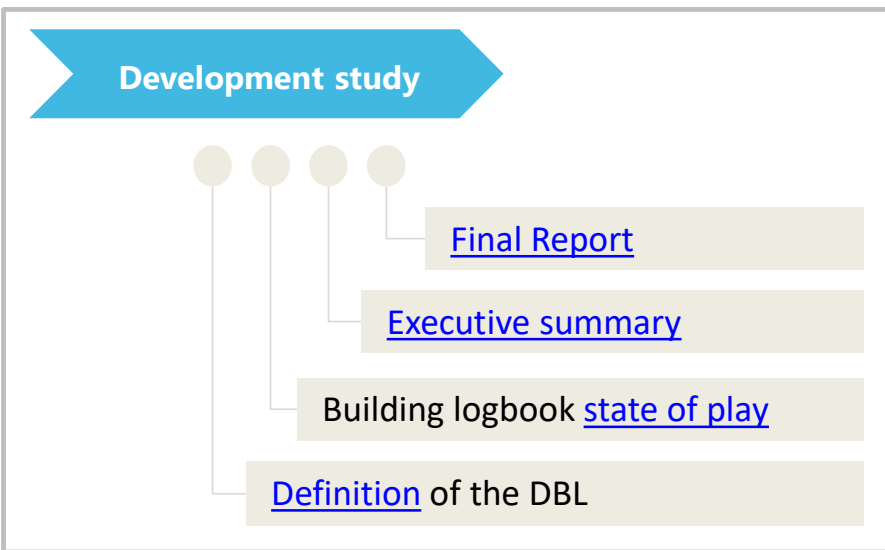 Development study
Final Report
Executive summary
Building logbook state of play
Definition of the DBL